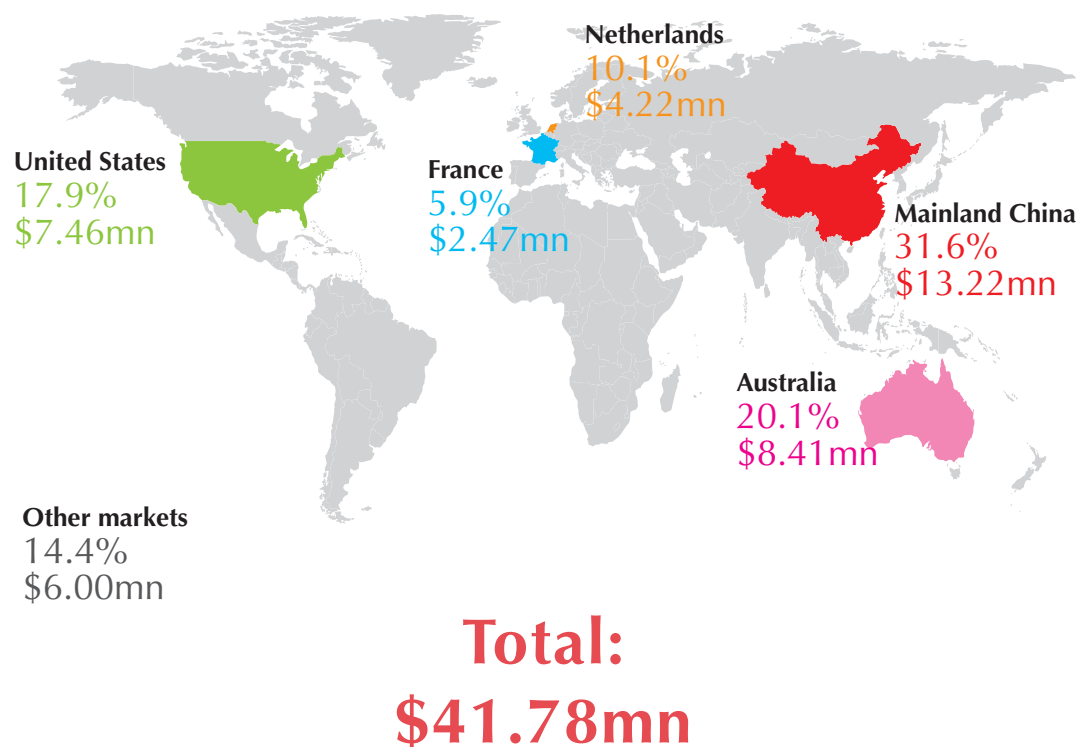 Netherlands
10.1%
$4.22mn
United States
17.9%
$7.46mn
France
5.9%
$2.47mn
Mainland China
31.6%
$13.22mn
Australia
20.1%
$8.41mn
Other markets
14.4%
$6.00mn
Total:
$41.78mn